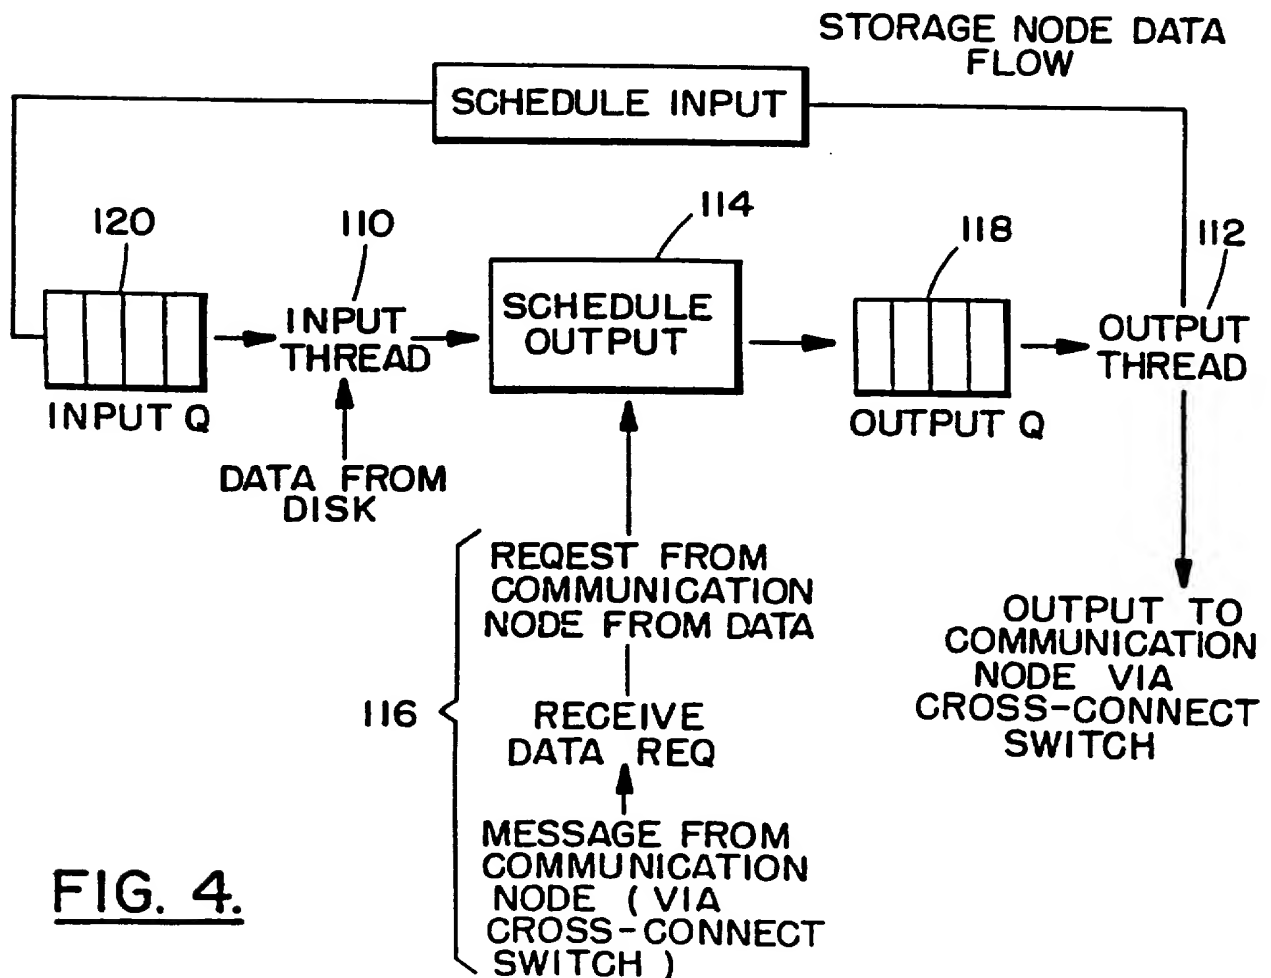 STORAGE NODE DATA
FLOW
SCHEDULE INPUT
120
110
114
118
112
INPUT
THREAD
SCHEDULE
OUTPUT
OUTPUT
THREAD
INPUT Q
OUTPUT Q
DATA FROM
DISK
REQEST FROM
COMMUNICATION
NODE FROM DATA
116
RECEIVE
DATA REQ
MESSAGE FROM
COMMUNICATION
NODE ( VIA
CROSS-CONNECT
SWITCH )
OUTPUT TO
COMMUNICATION
NODE VIA
CROSS-CONNECT
SWITCH
FIG. 4.